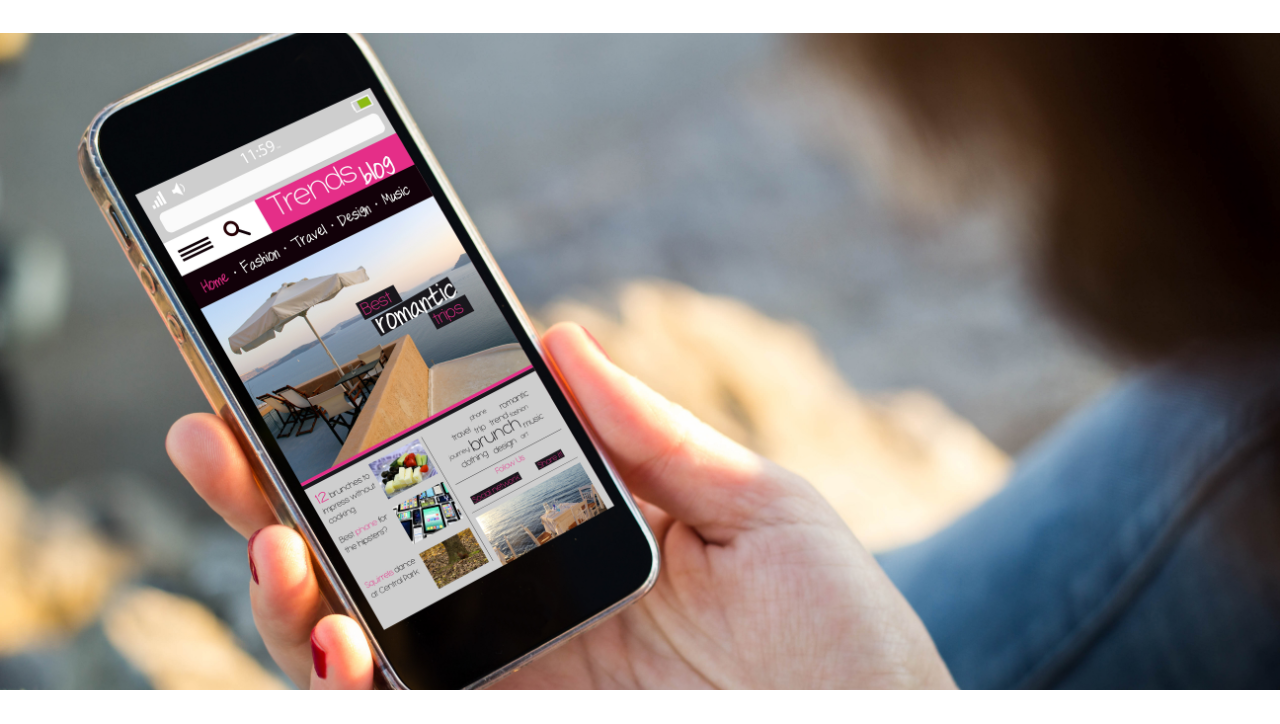 11:59
Trends blog
Home · Fashion · Travel · Design · Music
Best
romantic
trips
12 brunches to
impress without
cooking
Best phone for
the hipsters?
Squirrels dance
at Central Park
phone romantic
travel trip trend fashion
journey brunch music
clothing design art
Follow Us